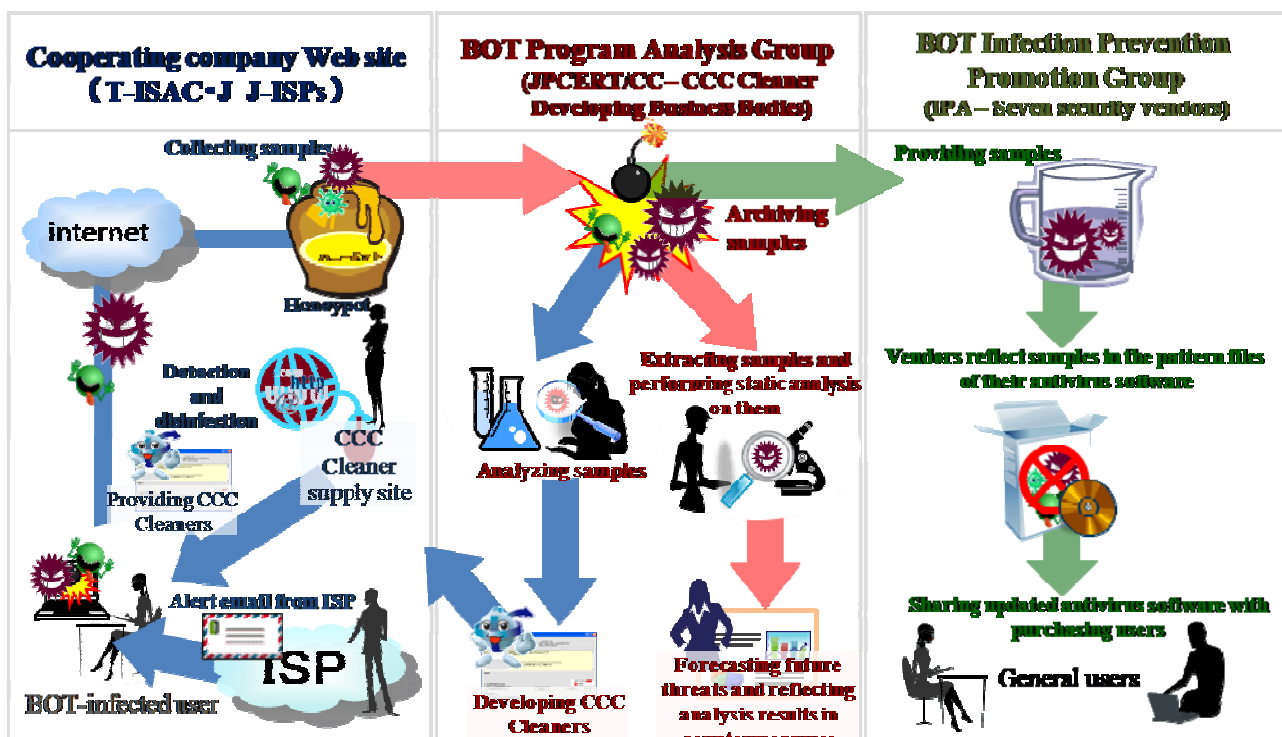 Cooperating company Web site
(T-ISAC・J J-ISPs)
Collecting samples
internet
Honeypot
Detection
and
disinfection
http
CCC
Cleaner
supply site
Providing CCC
Cleaners
Alert email from ISP
ISP
BOT-infected user
BOT Program Analysis Group
(JPCERT/CC – CCC Cleaner
Developing Business Bodies)
Archiving
samples
Analyzing samples
Extracting samples and
performing static analysis
on them
Developing CCC
Cleaners
Forecasting future
threats and reflecting
analysis results in
BOT Infection Prevention
Promotion Group
(IPA – Seven security vendors)
Providing samples
Vendors reflect samples in the pattern files
of their antivirus software
Sharing updated antivirus software with
purchasing users
General users